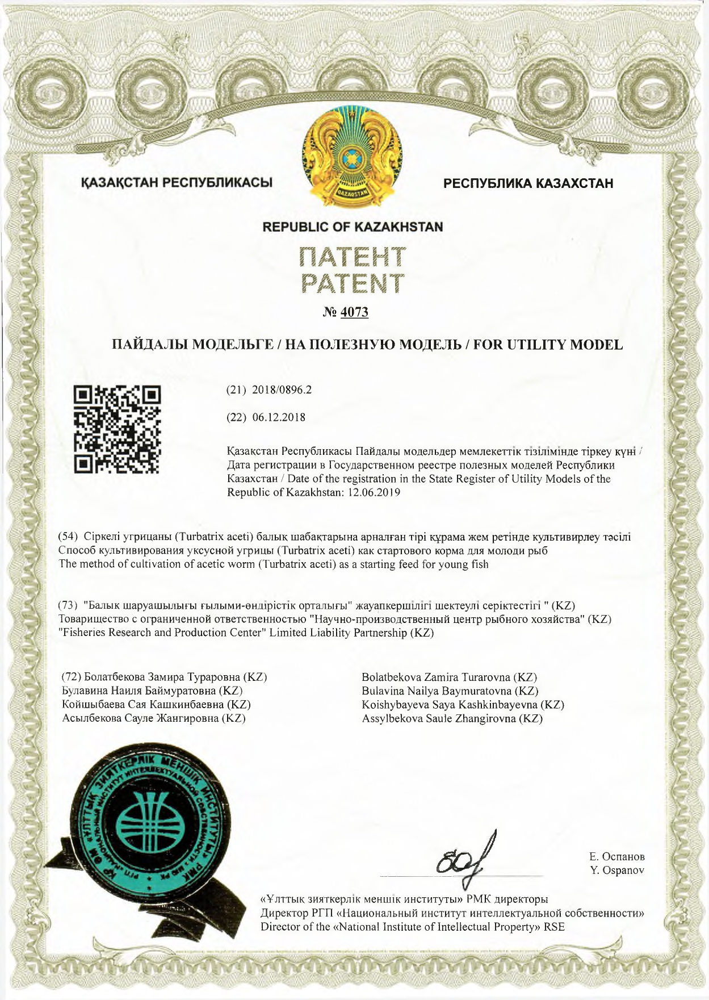 ҚАЗАҚСТАН РЕСПУБЛИКАСЫ
РЕСПУБЛИКА КАЗАХСТАН
QAZAQSTAN
REPUBLIC OF KAZAKHSTAN
ПАТЕНТ
PATENT
№ 4073
ПАЙДАЛЫ МОДЕЛЬГЕ / НА ПОЛЕЗНУЮ МОДЕЛЬ / FOR UTILITY MODEL
(21) 2018/0896.2
(22) 06.12.2018
Қазақстан Республикасы Пайдалы модельдер мемлекеттік тізілімінде тіркеу күні /
Дата регистрации в Государственном реестре полезных моделей Республики
Казахстан / Date of the registration in the State Register of Utility Models of the
Republic of Kazakhstan: 12.06.2019
(54) Сіркелі угрицаны (Turbatrix aceti) балық шабақтарына арналған тірі құрама жем ретінде культивирлеу тәсілі
Способ культивирования уксусной угрицы (Turbatrix aceti) как стартового корма для молоди рыб
The method of cultivation of acetic worm (Turbatrix aceti) as a starting feed for young fish
(73) "Балық шаруашылығы ғылыми-өндірістік орталығы" жауапкершілігі шектеулі серіктестігі " (KZ)
Товарищество с ограниченной ответственностью "Научно-производственный центр рыбного хозяйства" (KZ)
"Fisheries Research and Production Center" Limited Liability Partnership (KZ)
(72) Болатбекова Замира Тураровна (KZ)
Булавина Наиля Баймуратовна (KZ)
Койшыбаева Сая Кашкинбаевна (KZ)
Асылбекова Сауле Жангировна (KZ)
Bolatbekova Zamira Turarovna (KZ)
Bulavina Nailya Baymuratovna (KZ)
Koishybayeva Saya Kashkinbayevna (KZ)
Assylbekova Saule Zhangirovna (KZ)
ҚР ӘМ «ҰЛТТЫҚ ЗИЯТКЕРЛІК МЕНШІК ИНСТИТУТЫ» РМК
РГП «НАЦИОНАЛЬНЫЙ ИНСТИТУТ ИНТЕЛЛЕКТУАЛЬНОЙ СОБСТВЕННОСТИ» МЮ РК
Е. Оспанов
Y. Ospanov
«Ұлттық зияткерлік меншік институты» РМК директоры
Директор РГП «Национальный институт интеллектуальной собственности»
Director of the «National Institute of Intellectual Property» RSE